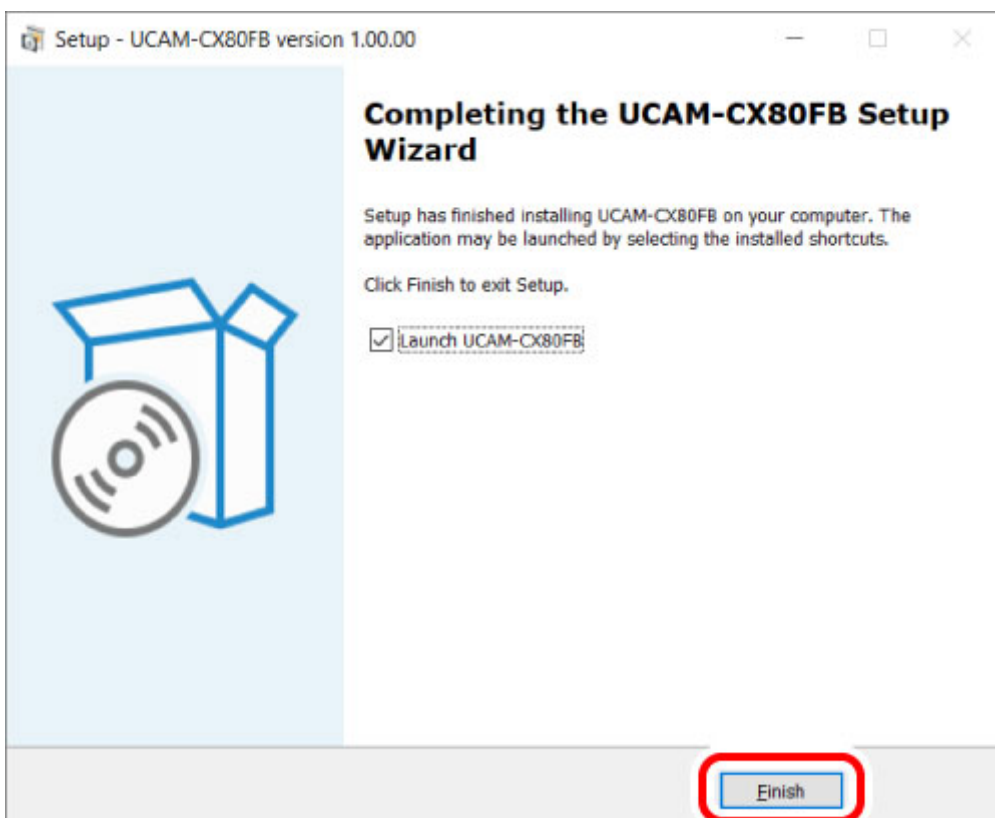 Setup - UCAM-CX80FB version 1.00.00
Completing the UCAM-CX80FB Setup
Wizard
Setup has finished installing UCAM-CX80FB on your computer. The
application may be launched by selecting the installed shortcuts.
Click Finish to exit Setup.
Launch UCAM-CX80FB
Finish